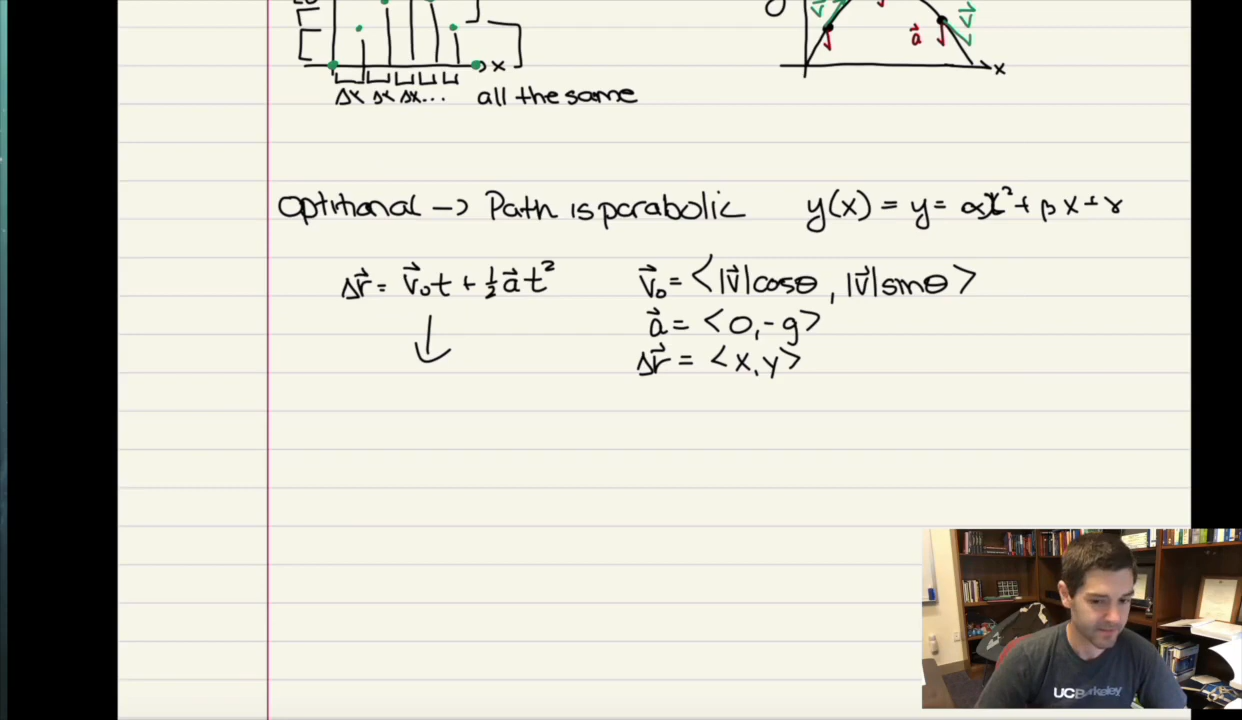 x
Δx Δx Δx... all the same
v⃗
a⃗
v⃗
x
Optitional -> Path is parabolic y(x) = y = αx² + βx + γ
Δr⃗ = v⃗₀t + ½a⃗t² v⃗₀ = <|v⃗|cosθ, |v⃗|sinθ>
a⃗ = <0, -g>
Δr⃗ = <x, y>
UC Berkeley